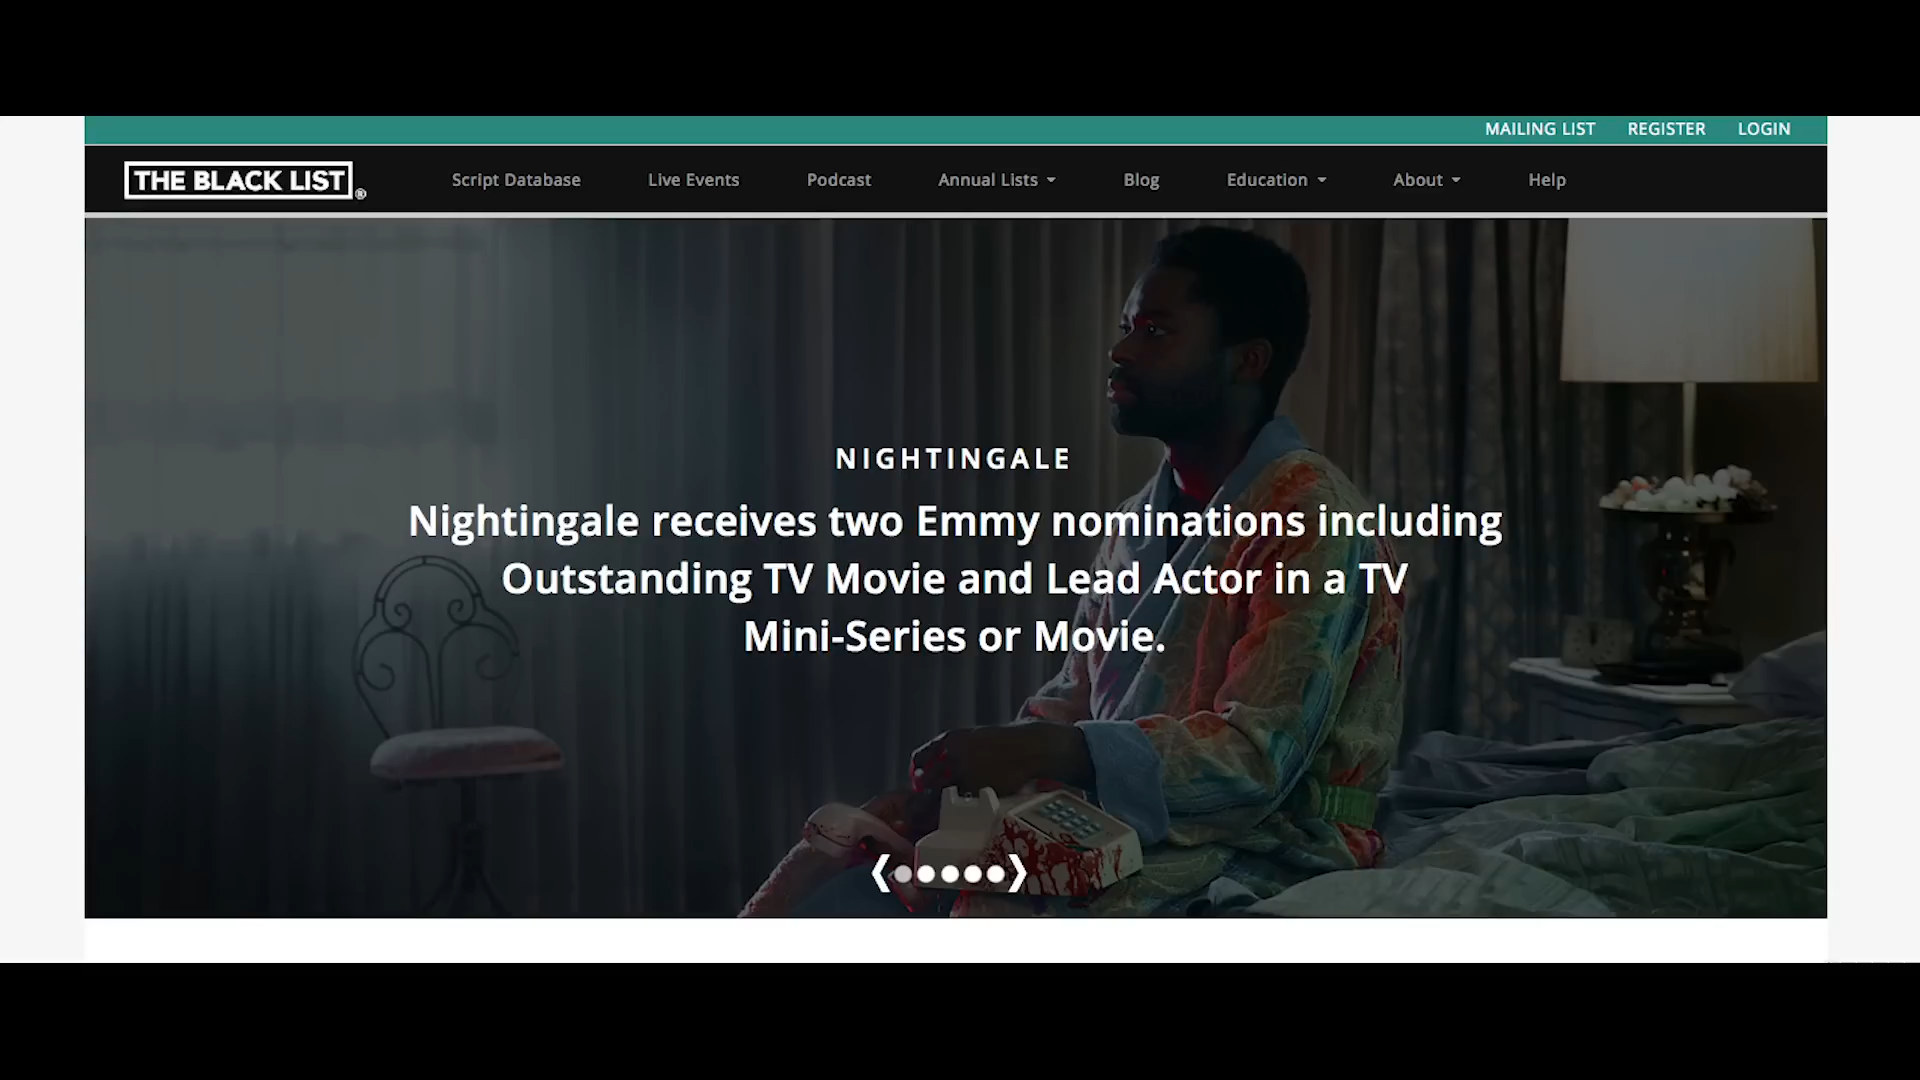 MAILING LIST REGISTER LOGIN
THE BLACK LIST® Script Database Live Events Podcast Annual Lists Blog Education About Help
NIGHTINGALE
Nightingale receives two Emmy nominations including
Outstanding TV Movie and Lead Actor in a TV
Mini-Series or Movie.